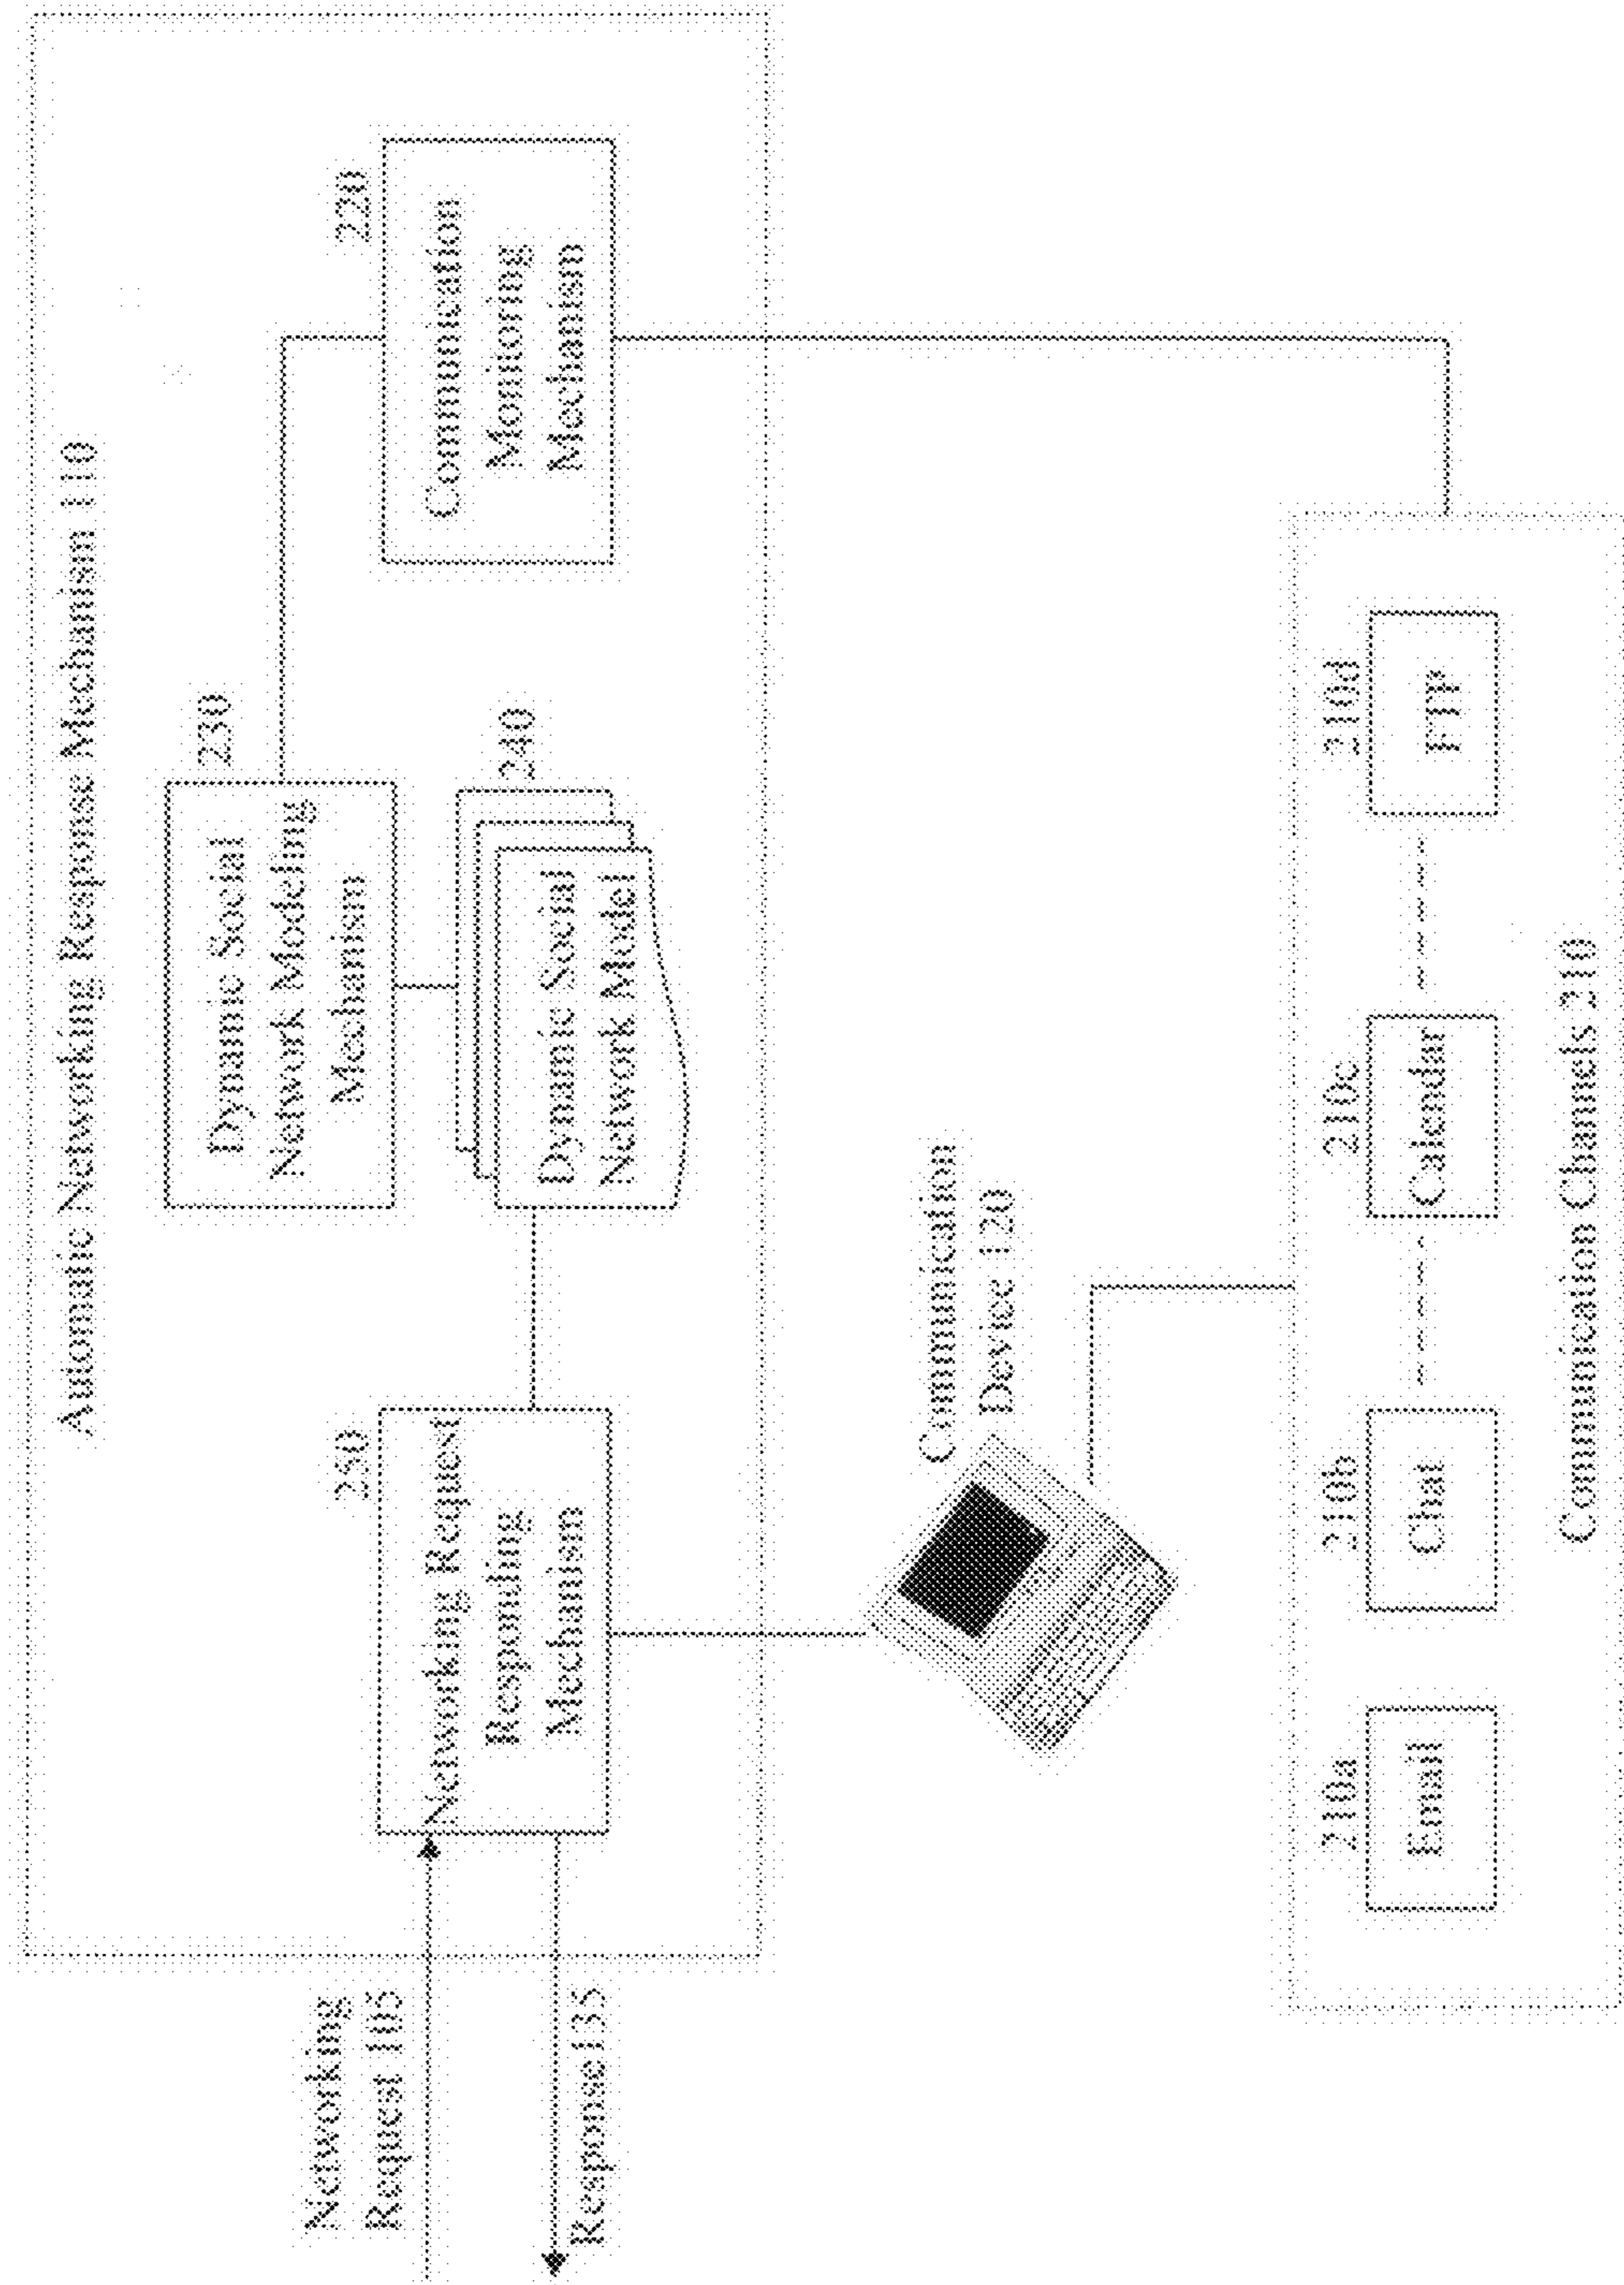 Automatic Networking Response Mechanism 110
Networking
Request 105
Response135
250
Networking Request
Responding
Mechanism
230
Dynamic Social
Network Modeling
Mechanism
240
Dynamic Social
Network Model
220
Communication
Monitoring
Mechanism
Communication
Device 120
210a
Email
210b
Chat
210c
Calendar
210d
FTP
Communication Channels 210